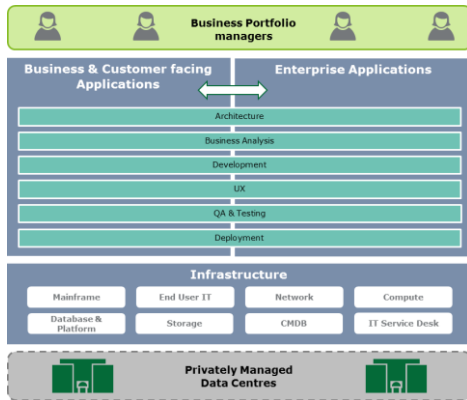 Business Portfolio
managers
Business & Customer facing
Applications
Enterprise Applications
Architecture
Business Analysis
Development
UX
QA & Testing
Deployment
Infrastructure
Mainframe
End User IT
Network
Compute
Database &
Platform
Storage
CMDB
IT Service Desk
Privately Managed
Data Centres